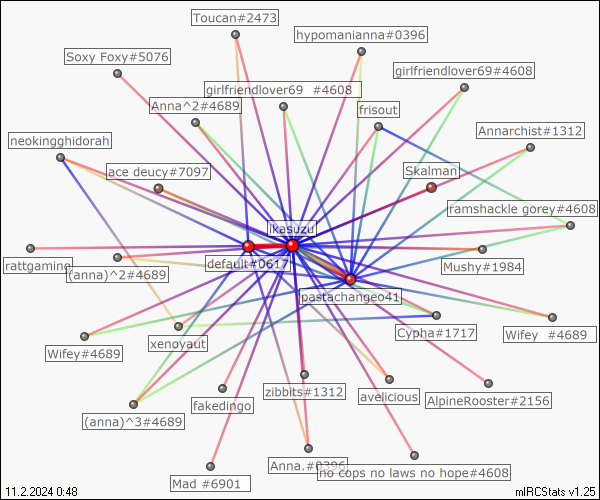 Toucan#2473
hypomanianna#0396
Soxy Foxy#5076
girlfriendlover69#4608
girlfriendlover69 #4608
Anna^2#4689
frisout
Annarchist#1312
neokingghidorah
ace deucy#7097
Skalman
ramshackle gorey#4608
ikasuzu
default#0617
rattgaming
(anna)^2#4689
Mushy#1984
pastachangeo41
Cypha#1717
Wifey #4689
Wifey#4689
xenoyaut
zibbits#1312
avelicious
AlpineRooster#2156
fakedingo
(anna)^3#4689
Anna.#0396
no cops no laws no hope#4608
Mad #6901
11.2.2024 0:48
mIRCStats v1.25